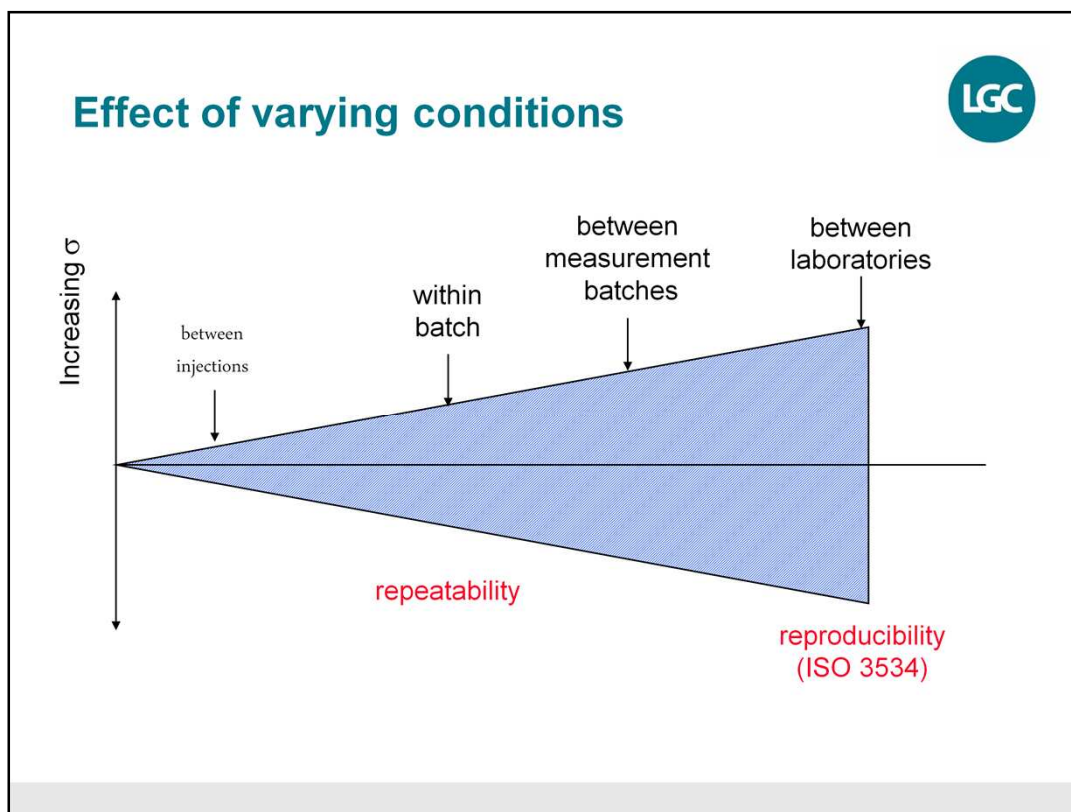 Effect of varying conditions
LGC
Increasing σ
between
injections
within
batch
between
measurement
batches
between
laboratories
repeatability
reproducibility
(ISO 3534)